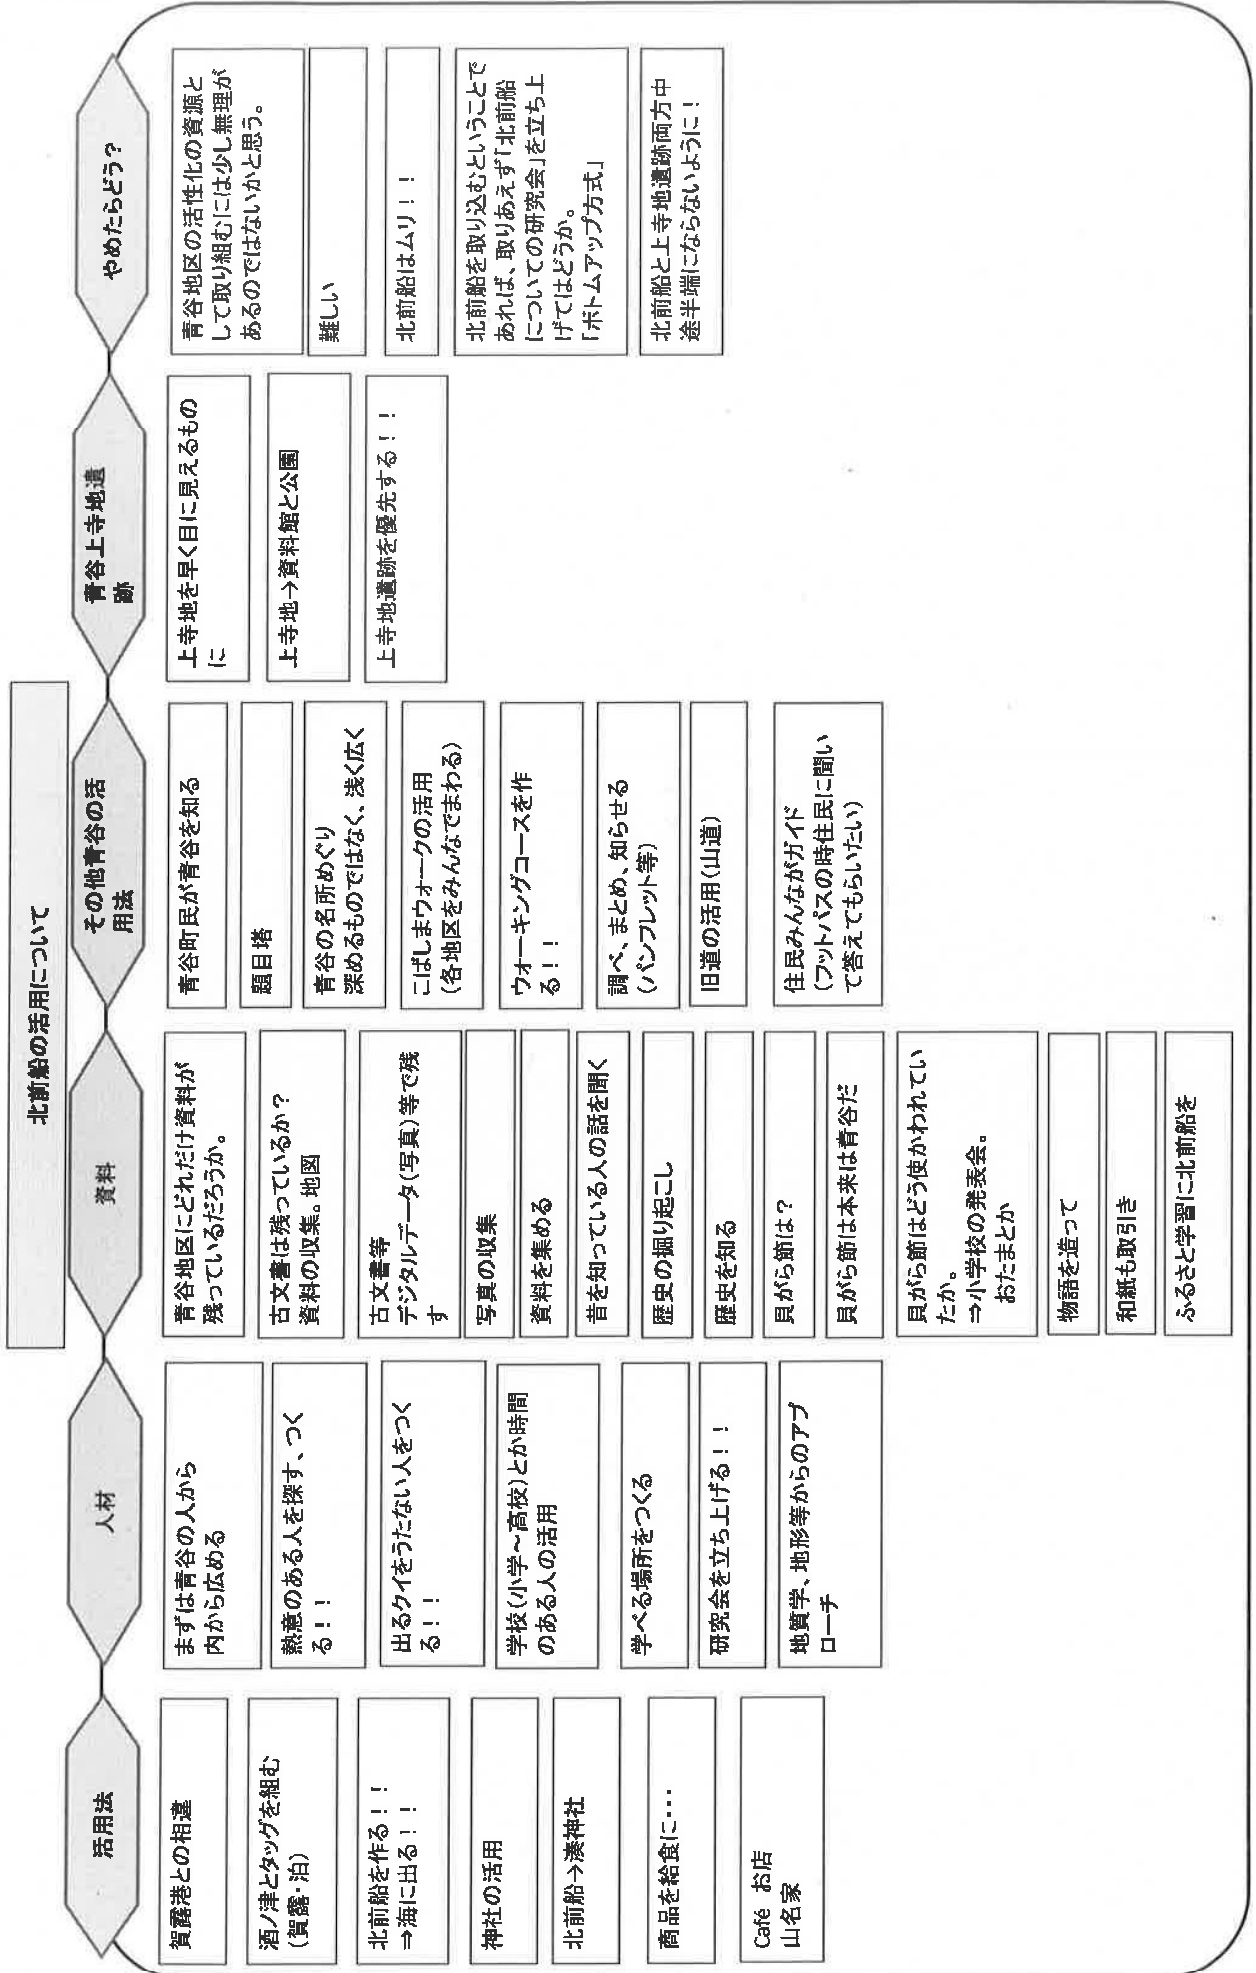 北前船の活用について
活用法
賀露港との相違
酒ノ津とタッグを組む
(賀露・泊)
北前船を作る！！
⇒海に出る！！
神社の活用
北前船→湊神社
商品を給食に・・・
Café　お店
山名家
人材
まずは青谷の人から
内から広める
熱意のある人を探す、つく
る！！
出るクイをうたない人をつく
る！！
学校(小学～高校)とか時間
のある人の活用
学べる場所をつくる
研究会を立ち上げる！！
地質学、地形等からのアプ
ローチ
資料
青谷地区にどれだけ資料が
残っているだろうか。
古文書は残っているか？
資料の収集。地図
古文書等
デジタルデータ(写真)等で残
す
写真の収集
資料を集める
昔を知っている人の話を聞く
歴史の掘り起こし
歴史を知る
貝がら節は？
貝がら節は本来は青谷だ
貝がら節はどう使かわれてい
たか。
⇒小学校の発表会。
おたまとか
物語を造って
和紙も取引き
ふるさと学習に北前船を
その他青谷の活
用法
青谷町民が青谷を知る
題目塔
青谷の名所めぐり
深めるものではなく、浅く広く
こばしまウォークの活用
(各地区をみんなでまわる)
ウォーキングコースを作
る！！
調べ、まとめ、知らせる
(パンフレット等)
旧道の活用(山道)
住民みんながガイド
(フットパスの時住民に聞い
て答えてもらいたい)
青谷上寺地遺
跡
上寺地を早く目に見えるもの
に
上寺地→資料館と公園
上寺地遺跡を優先する！！
やめたらどう？
青谷地区の活性化の資源と
して取り組むには少し無理が
あるのではないかと思う。
難しい
北前船はムリ！！
北前船を取り込むということで
あれば、取りあえず「北前船
についての研究会」を立ち上
げてはどうか。
「ボトムアップ方式」
北前船と上寺地遺跡両方中
途半端にならないように！